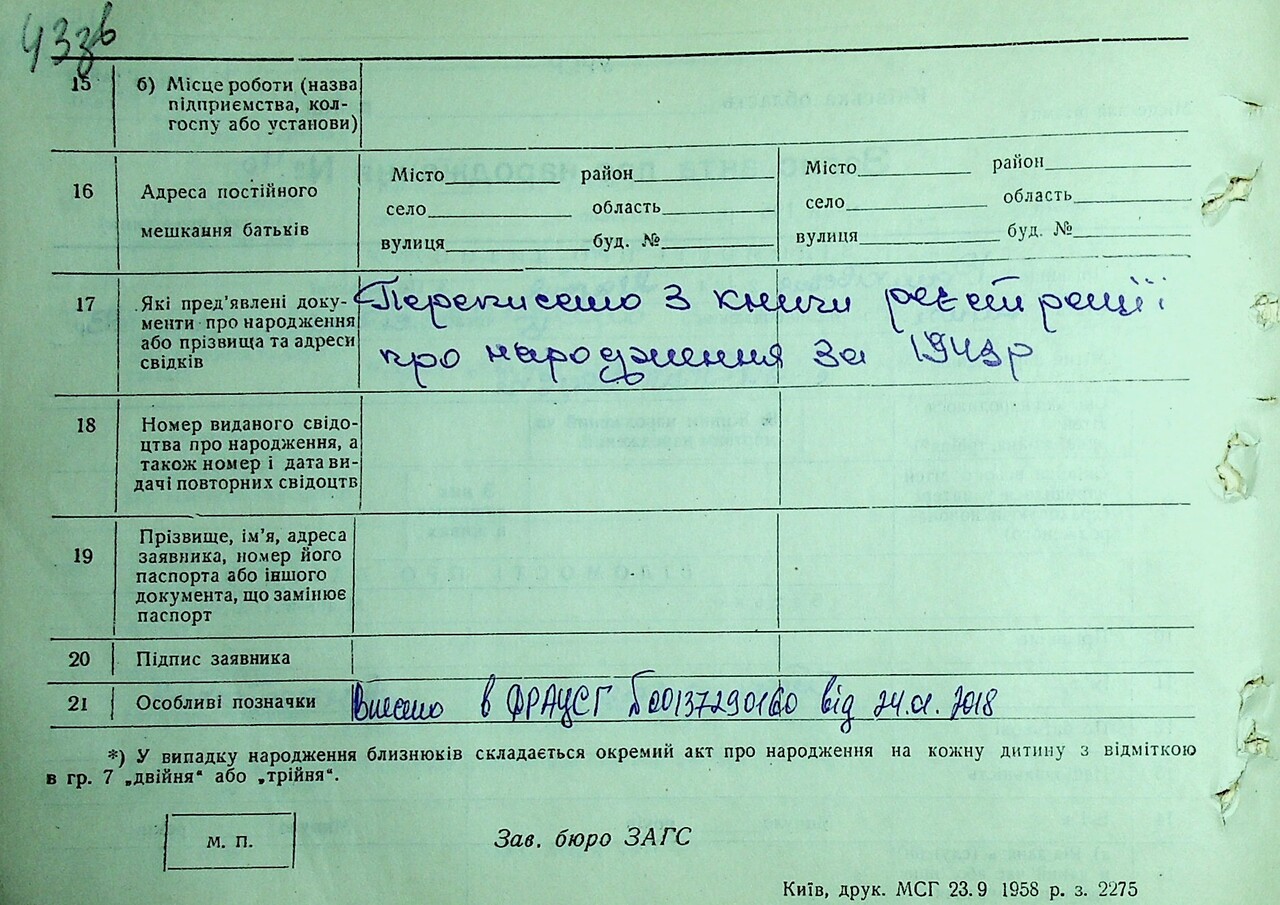 43зв
15 б) Місце роботи (назва
підприємства, кол-
госпу або установи)
16 Адреса постійного
мешкання батьків
Місто район
село область
вулиця буд. №
Місто район
село область
вулиця буд. №
17 Які пред’явлені доку-
менти про народження
або прізвища та адреси
свідків
Переписано з книги реєстрації
про народження за 1943р
18 Номер виданого свідо-
цтва про народження, а
також номер і дата ви-
дачі повторних свідоцтв
19 Прізвище, ім’я, адреса
заявника, номер його
паспорта або іншого
документа, що замінює
паспорт
20 Підпис заявника
21 Особливі позначки Внесено в ФРАЦСГ від 24.01.2018
*) У випадку народження близнюків складається окремий акт про народження на кожну дитину з відміткою
в гр. 7 „двійня“ або „трійня“.
М. П. Зав. бюро ЗАГС
Київ, друк. МСГ 23.9 1958 р. з. 2275